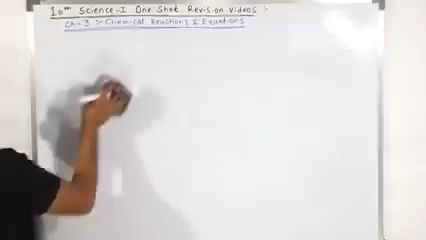 10th Science-I One Shot Revision Videos :-
Ch-3 :- Chemical Reactions & Equations